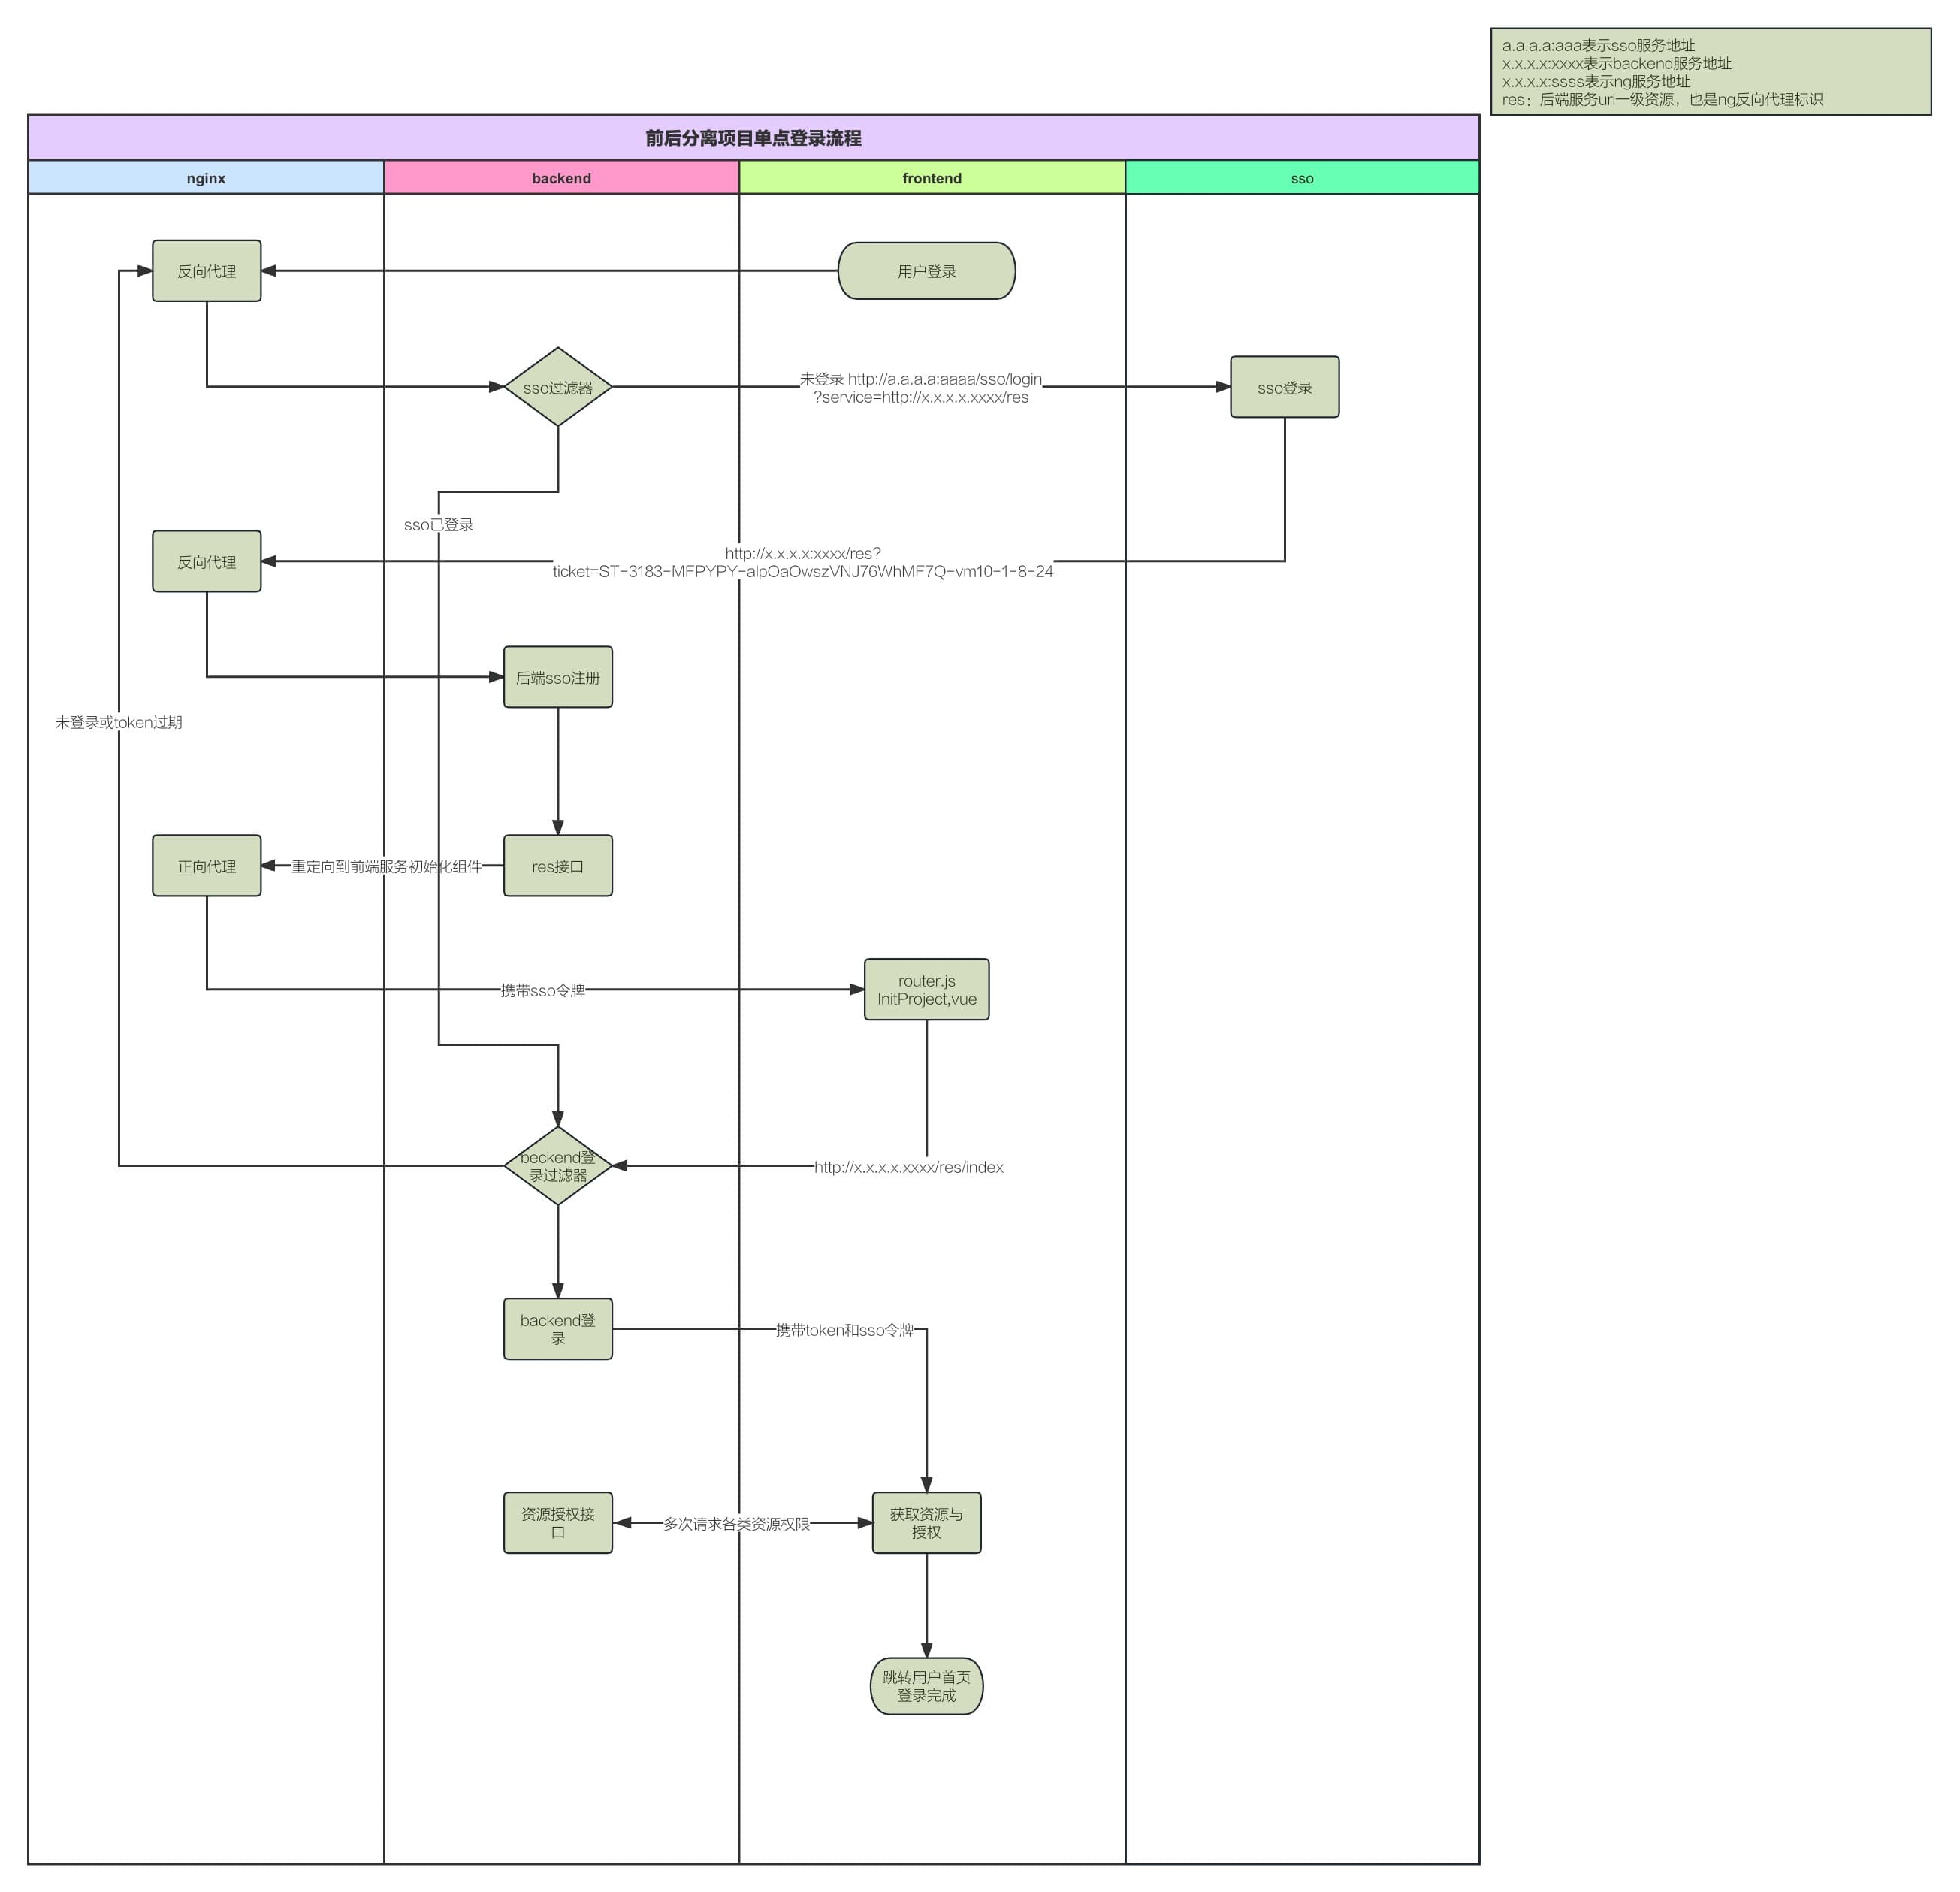 a.a.a.a:aaa表示sso服务地址
x.x.x.x:xxxx表示backend服务地址
x.x.x.x:ssss表示ng服务地址
res：后端服务url一级资源，也是ng反向代理标识
前后分离项目单点登录流程
nginx
backend
frontend
sso
反向代理
用户登录
sso过滤器
未登录 http://a.a.a.a:aaaa/sso/login
?service=http://x.x.x.x.xxxx/res
sso登录
sso已登录
反向代理
http://x.x.x.x:xxxx/res?
ticket=ST-3183-MFPYPY-alpOaOwszVNJ76WhMF7Q-vm10-1-8-24
后端sso注册
未登录或token过期
正向代理
重定向到前端服务初始化组件
res接口
携带sso令牌
router.js
InitProject,vue
beckend登
录过滤器
http://x.x.x.x.xxxx/res/index
backend登
录
携带token和sso令牌
资源授权接
口
多次请求各类资源权限
获取资源与
授权
跳转用户首页
登录完成